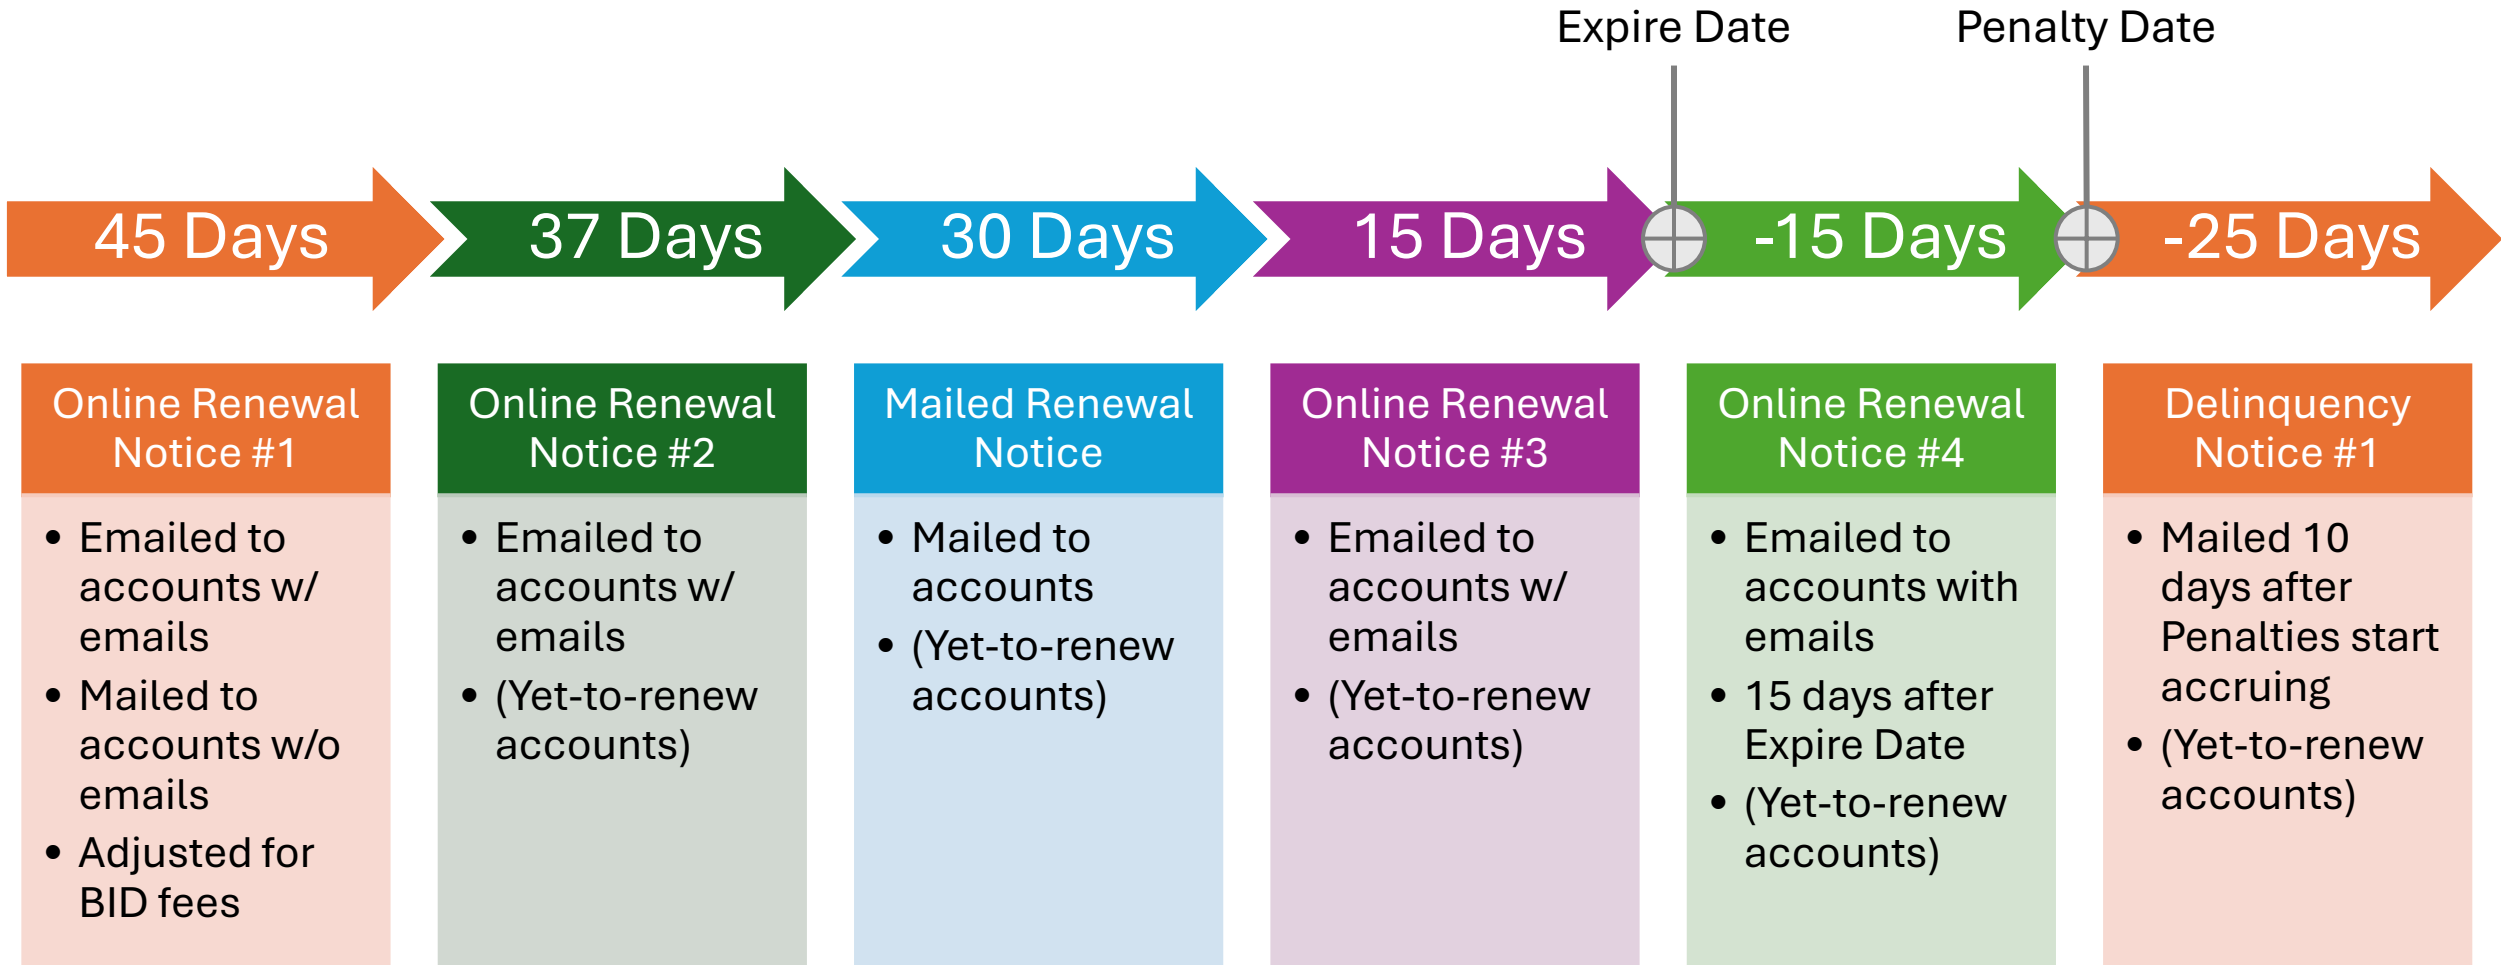 Expire Date
Penalty Date
45 Days
37 Days
30 Days
15 Days
-15 Days
-25 Days
Online Renewal
Notice #1
• Emailed to
accounts w/
emails
• Mailed to
accounts w/o
emails
• Adjusted for
BID fees
Online Renewal
Notice #2
• Emailed to
accounts w/
emails
• (Yet-to-renew
accounts)
Mailed Renewal
Notice
• Mailed to
accounts
• (Yet-to-renew
accounts)
Online Renewal
Notice #3
• Emailed to
accounts w/
emails
• (Yet-to-renew
accounts)
Online Renewal
Notice #4
• Emailed to
accounts with
emails
• 15 days after
Expire Date
• (Yet-to-renew
accounts)
Delinquency
Notice #1
• Mailed 10
days after
Penalties start
accruing
• (Yet-to-renew
accounts)